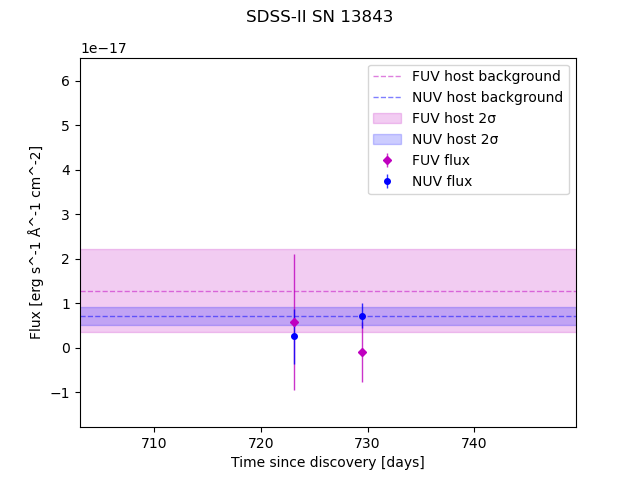 SDSS-II SN 13843
1e−17
6
5
4
3
2
1
0
−1
Flux [erg s^-1 Å^-1 cm^-2]
FUV host background
NUV host background
FUV host 2σ
NUV host 2σ
FUV flux
NUV flux
710 720 730 740
Time since discovery [days]